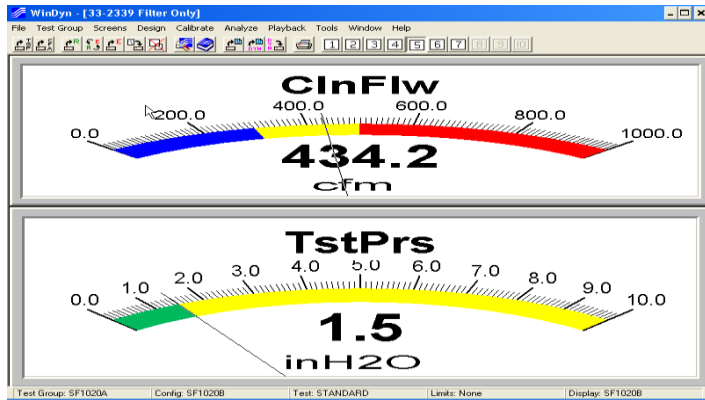 WinDyn - [33-2339 Filter Only]
File Test Group Screens Design Calibrate Analyze Playback Tools Window Help
1 2 3 4 5 6 7 8 9 10
ClnFlw
0.0 200.0 400.0 600.0 800.0 1000.0
434.2
cfm
TstPrs
0.0 1.0 2.0 3.0 4.0 5.0 6.0 7.0 8.0 9.0 10.0
1.5
inH2O
Test Group: SF1020A Config: SF1020B Test: STANDARD Limits: None Display: SF1020B